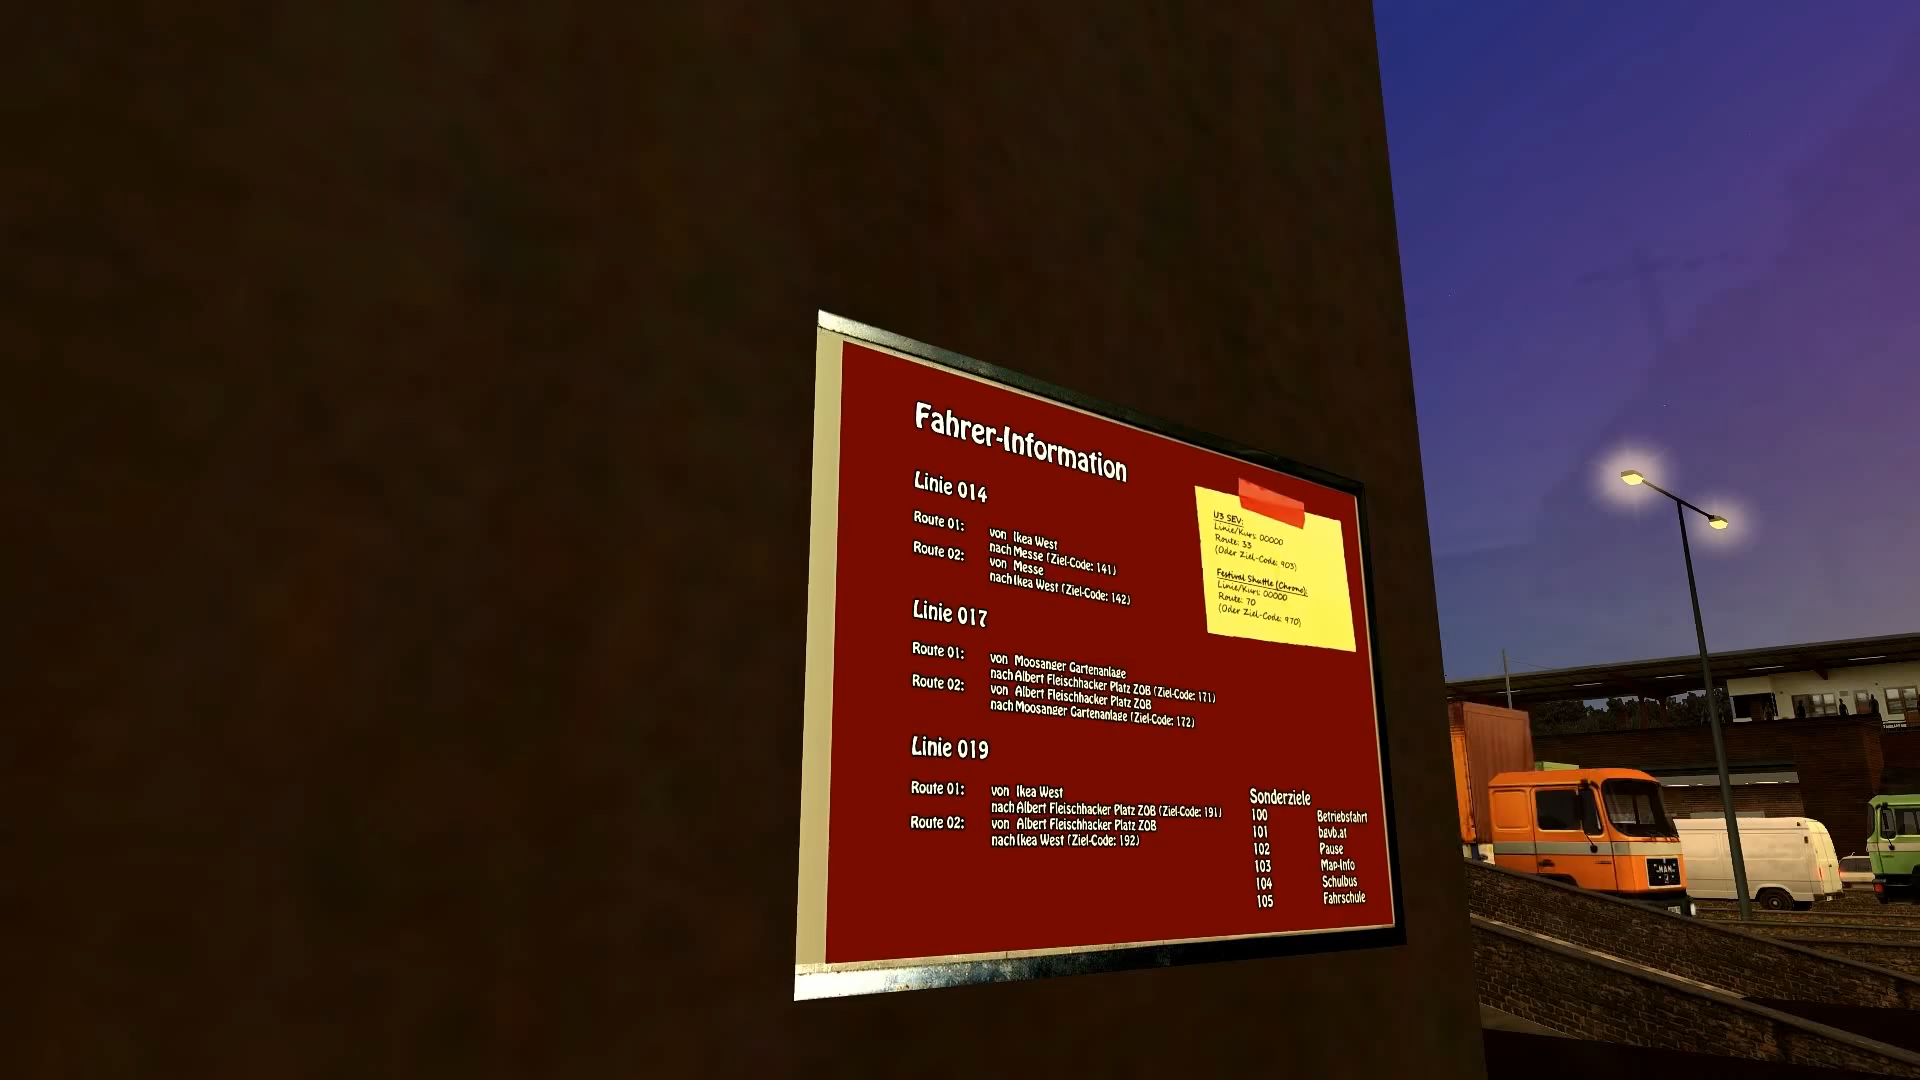 Fahrer-Information
Linie 014
Route 01:
von Ikea West
nach Messe (Ziel-Code: 141)
Route 02:
von Messe
nach Ikea West (Ziel-Code: 142)
Linie 017
Route 01:
von Moosanger Gartenanlage
nach Albert Fleischhacker Platz ZOB (Ziel-Code: 171)
Route 02:
von Albert Fleischhacker Platz ZOB
nach Moosanger Gartenanlage (Ziel-Code: 172)
Linie 019
Route 01:
von Ikea West
nach Albert Fleischhacker Platz ZOB (Ziel-Code: 191)
Route 02:
von Albert Fleischhacker Platz ZOB
nach Ikea West (Ziel-Code: 192)
U3 SEV:
Linie/Kurs: 00000
Route: 33
(Oder Ziel-Code: 903)
Festival Shuttle (Chrono):
Linie/Kurs: 00000
Route: 70
(Oder Ziel-Code: 970)
Sonderziele
100 Betriebsfahrt
101 bgvb.at
102 Pause
103 Map-Info
104 Schulbus
105 Fahrschule
MAN